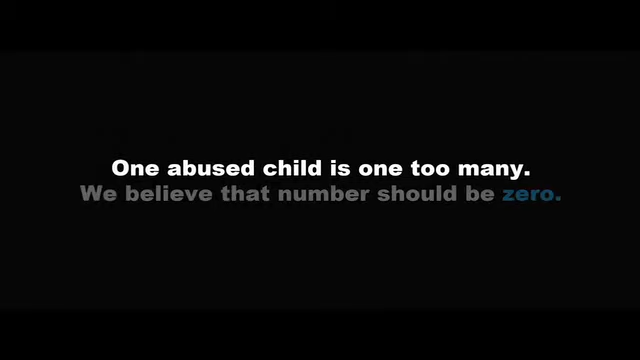 One abused child is one too many.
We believe that number should be zero.